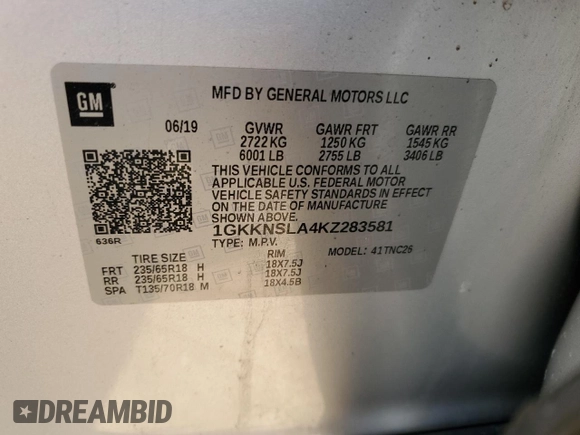 GM
MFD BY GENERAL MOTORS LLC
06/19 GVWR GAWR FRT GAWR RR
2722 KG 1250 KG 1545 KG
6001 LB 2755 LB 3406 LB
THIS VEHICLE CONFORMS TO ALL
APPLICABLE U.S. FEDERAL MOTOR
VEHICLE SAFETY STANDARDS IN EFFECT
ON THE DATE OF MANUFACTURE
SHOWN ABOVE.
1GKKNSLA4KZ283581
636R
TYPE: M.P.V. MODEL: 41TNC26
TIRE SIZE RIM
FRT 235/65R18 H 18X7.5J
RR 235/65R18 H 18X7.5J
SPA T135/70R18 M 18X4.5B
DREAMBID